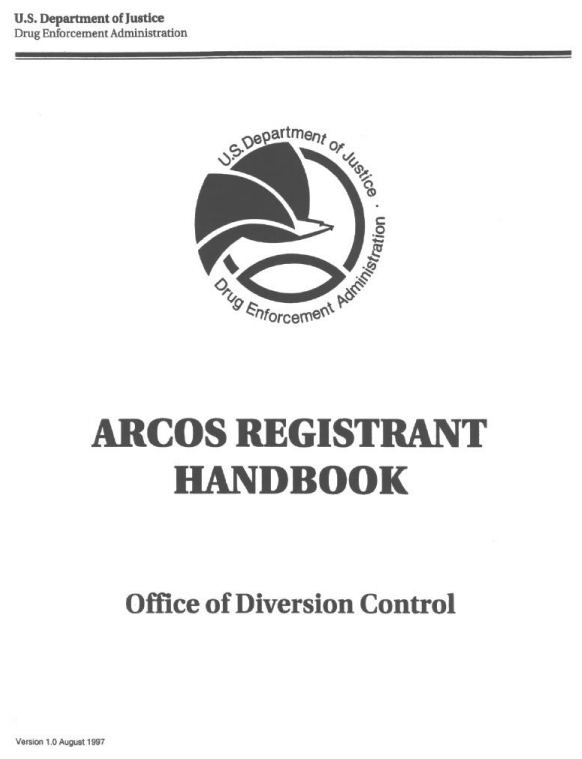 U.S. Department of Justice
Drug Enforcement Administration
U.S. Department of Justice ·
Drug Enforcement Administration
ARCOS REGISTRANT
HANDBOOK
Office of Diversion Control
Version 1.0 August 1997